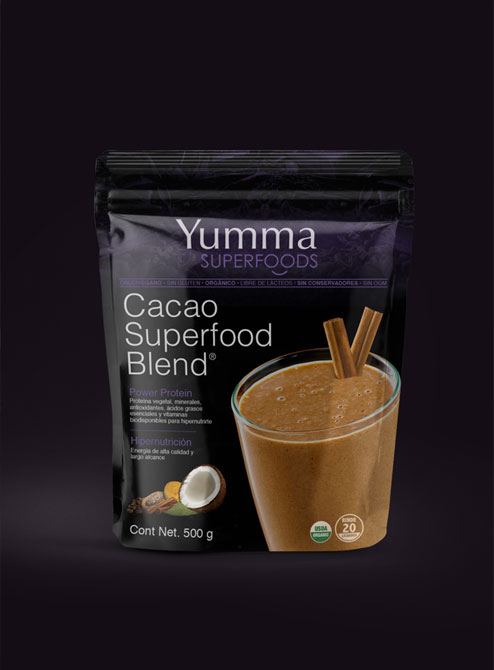 Yumma
SUPERFOODS
VEGANO • SIN GLUTEN • ORGÁNICO • LIBRE DE LÁCTEOS • SIN CONSERVADORES • SIN OGM
Cacao
Superfood
Blend®
Power Protein
Proteína vegetal, minerales,
antioxidantes, ácidos grasos
esenciales y vitaminas
biodisponibles para hipernutrirte
Hipernutrición
Energía de alta calidad y
largo alcance
Cont Net. 500 g
USDA
ORGANIC
RINDE
20